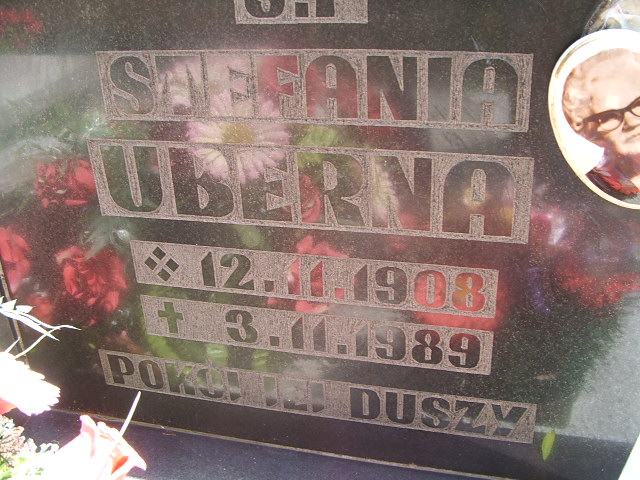 Ś.P
STEFANIA
UBERNA
12.11.1908
3.11.1989
POKÓJ JEJ DUSZY